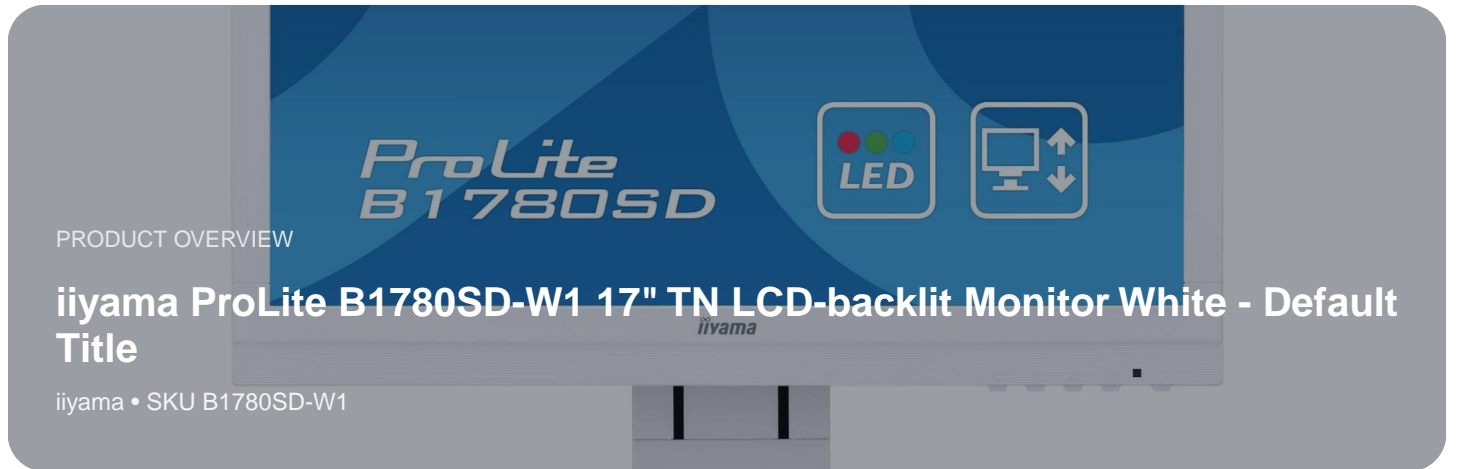 ProLite
B1780SD
LED
PRODUCT OVERVIEW
iiyama ProLite B1780SD-W1 17" TN LCD-backlit Monitor White - Default
Title
iiyama
iiyama • SKU B1780SD-W1